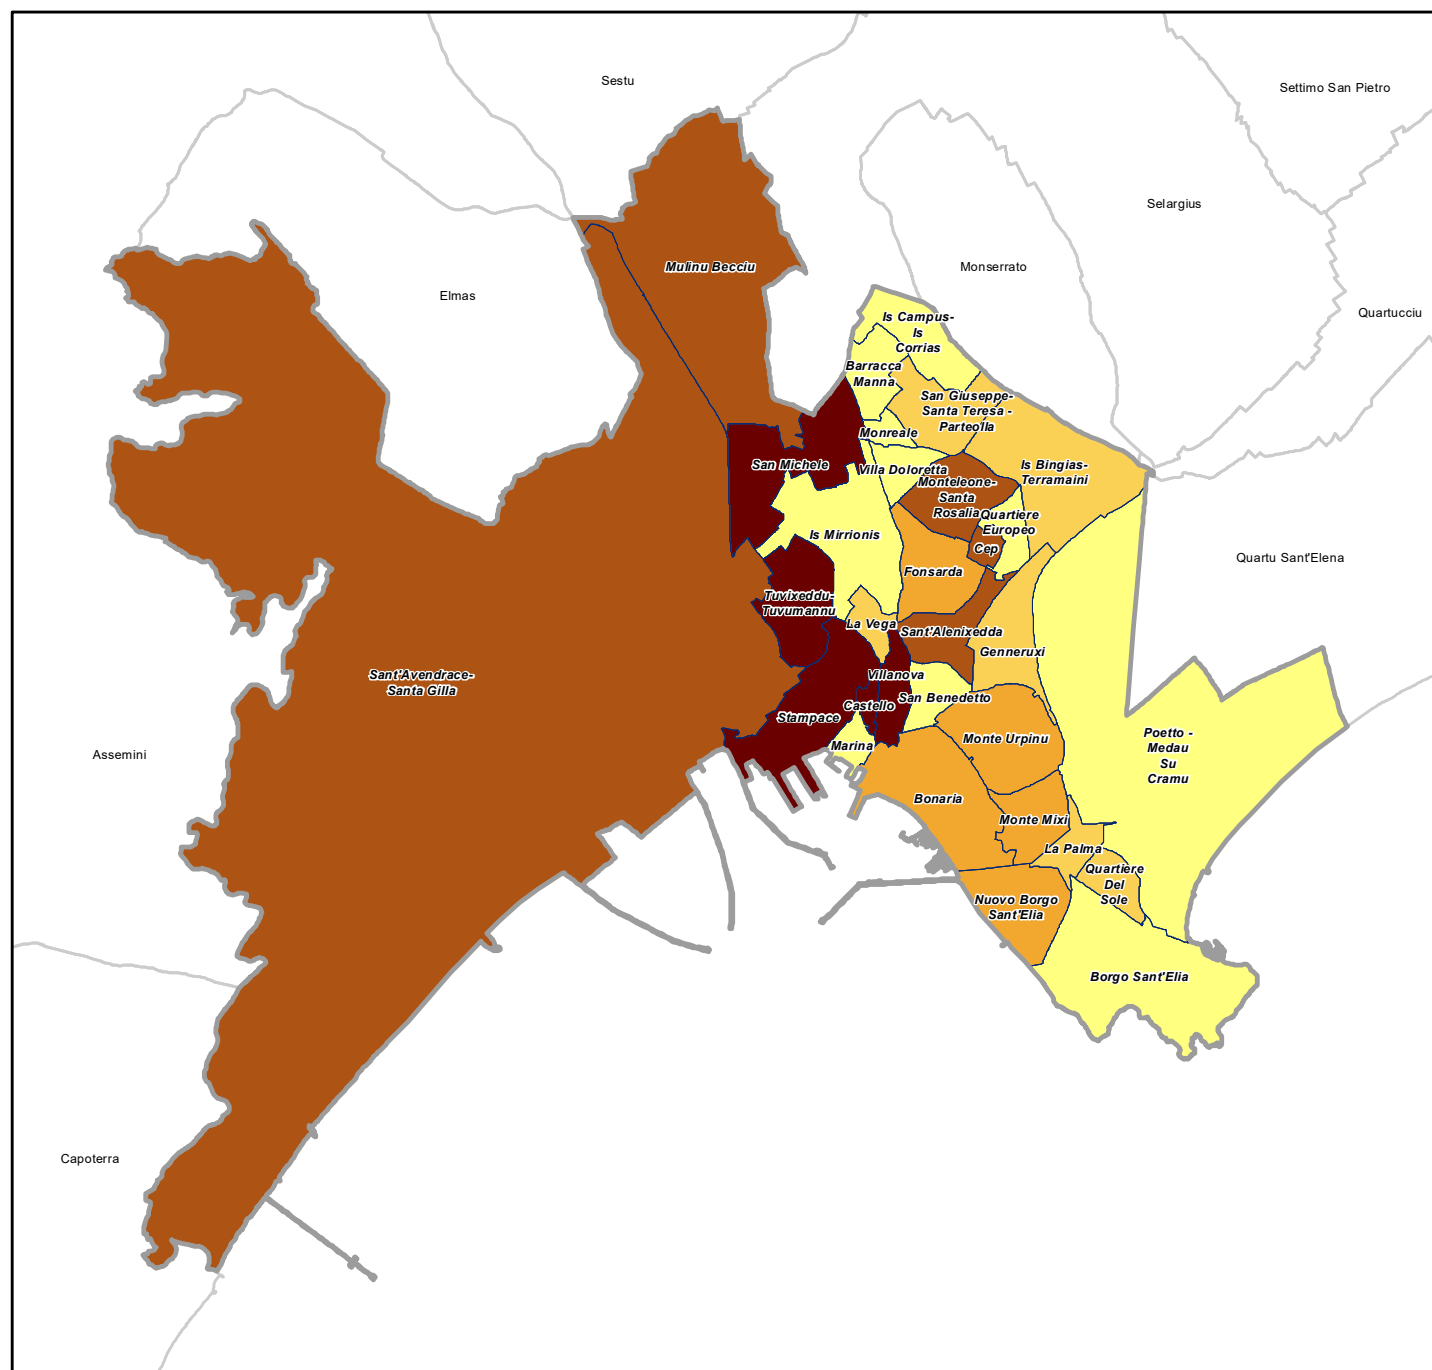 Sestu
Settimo San Pietro
Selargius
Mulinu Becciu
Monserrato
Elmas
Quartucciu
Is Campus-
Is
Corrias
Barracca
Manna
San Giuseppe-
Santa Teresa -
Parteolla
Monreale
San Michele
Villa Doloretta
Is Bingias-
Terramaini
Monteleone-
Santa
Rosalia
Quartiere
Europeo
Is Mirrionis
Cep
Quartu Sant'Elena
Fonsarda
Tuvixeddu-
Tuvumannu
La Vega
Sant'Alenixedda
Genneruxi
Sant'Avendrace-
Santa Gilla
Villanova
San Benedetto
Castello
Stampace
Marina
Monte Urpinu
Poetto -
Medau
Su
Cramu
Assemini
Bonaria
Monte Mixi
La Palma
Quartiere
Del
Sole
Nuovo Borgo
Sant'Elia
Borgo Sant'Elia
Capoterra